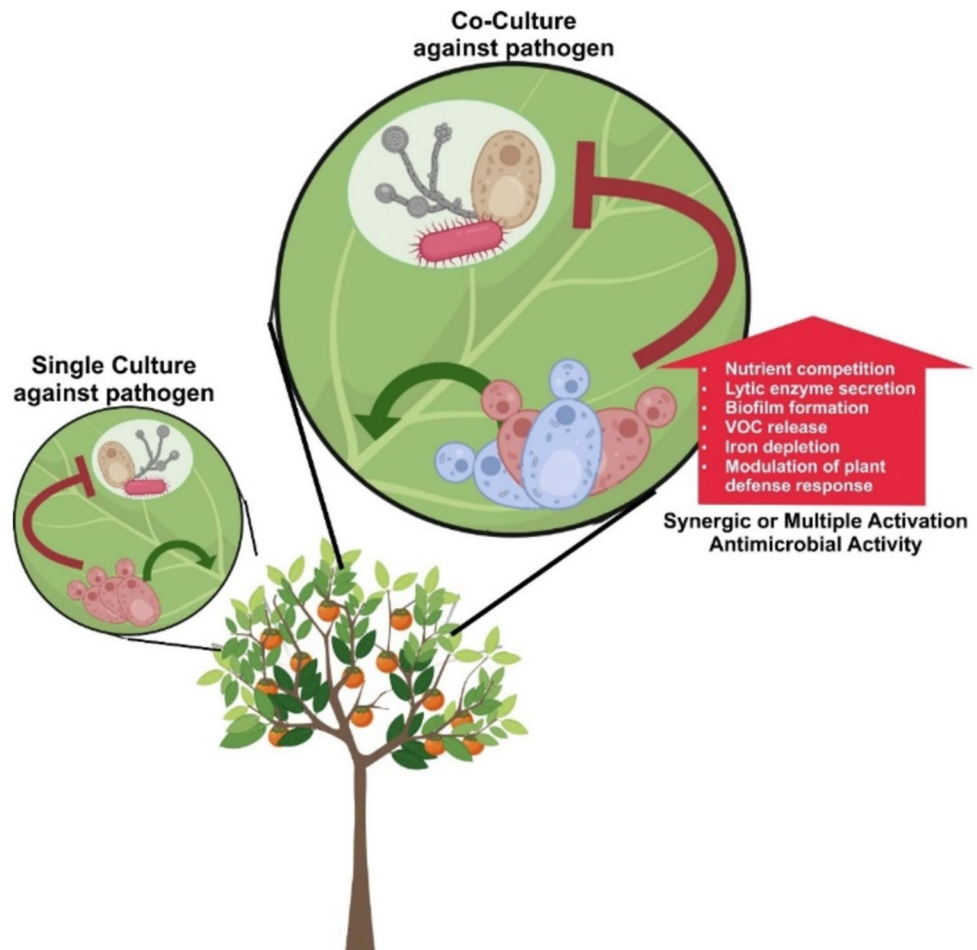 Co-Culture
against pathogen
Single Culture
against pathogen
• Nutrient competition
• Lytic enzyme secretion
• Biofilm formation
• VOC release
• Iron depletion
• Modulation of plant
defense response
Synergic or Multiple Activation
Antimicrobial Activity